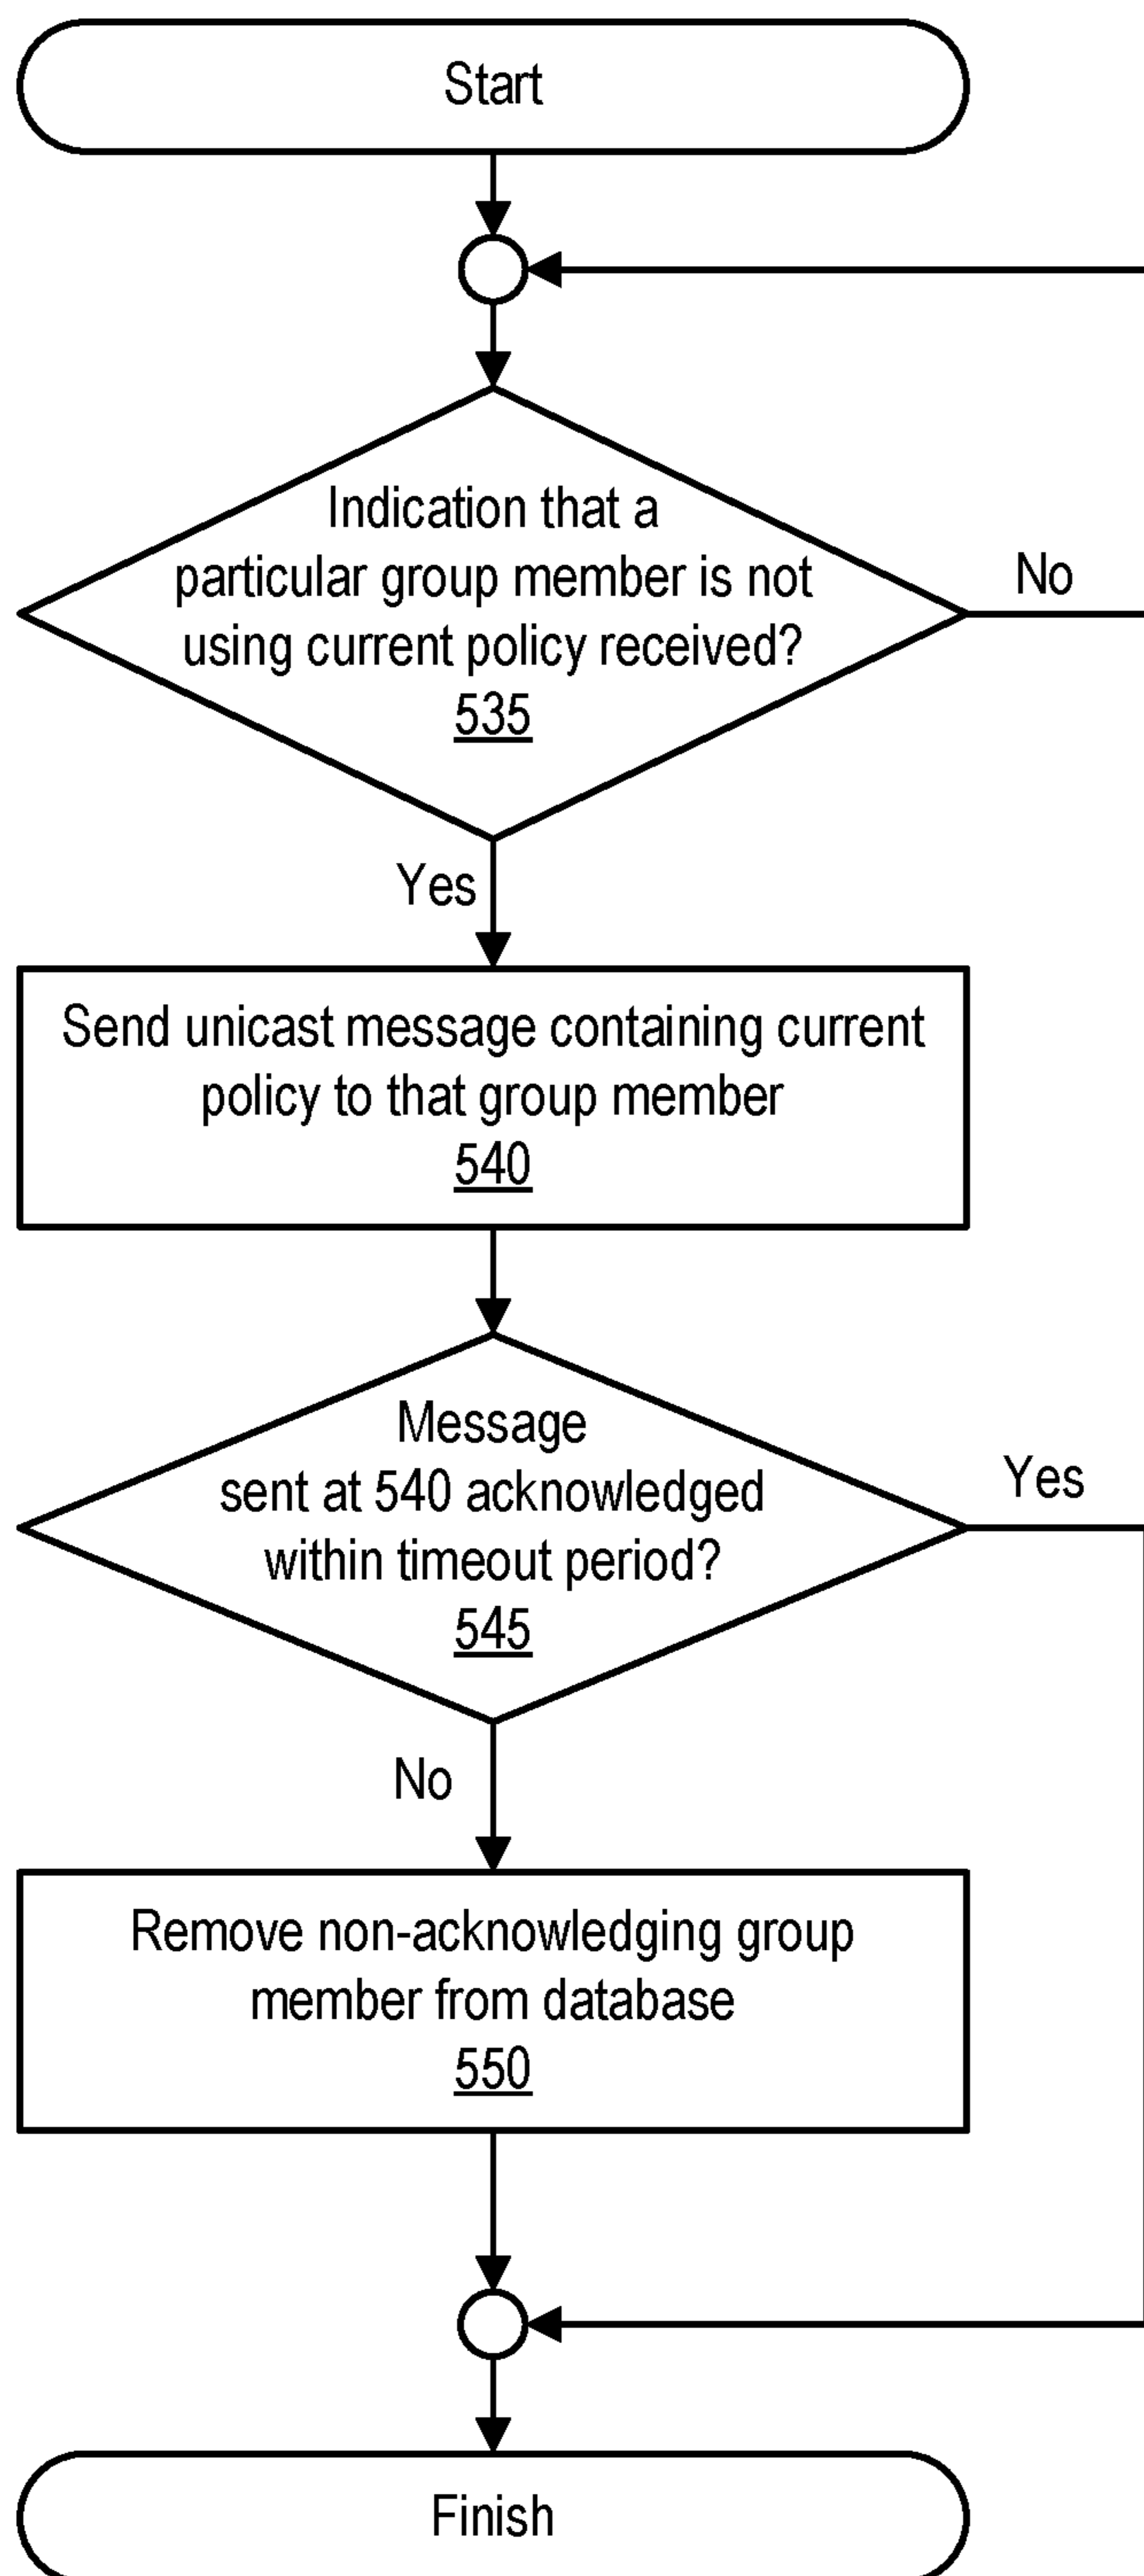 Start
Indication that a
particular group member is not
using current policy received?
535
No
Yes
Send unicast message containing current
policy to that group member
540
Message
sent at 540 acknowledged
within timeout period?
545
Yes
No
Remove non-acknowledging group
member from database
550
Finish